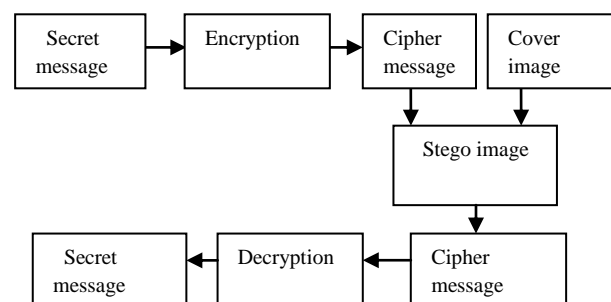 Secret
message
Encryption
Cipher
message
Cover
image
Stego image
Secret
message
Decryption
Cipher
message